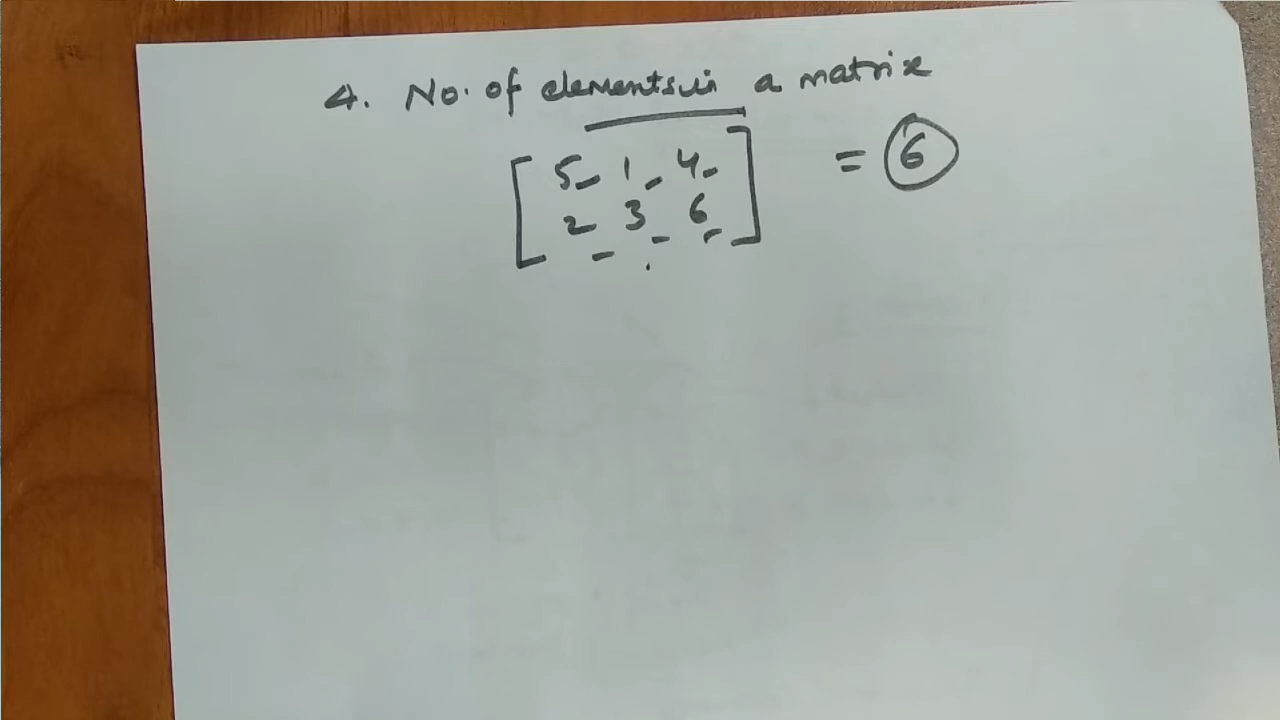 4. No. of elements in a matrix
[5 1 4
2 3 6] = 6